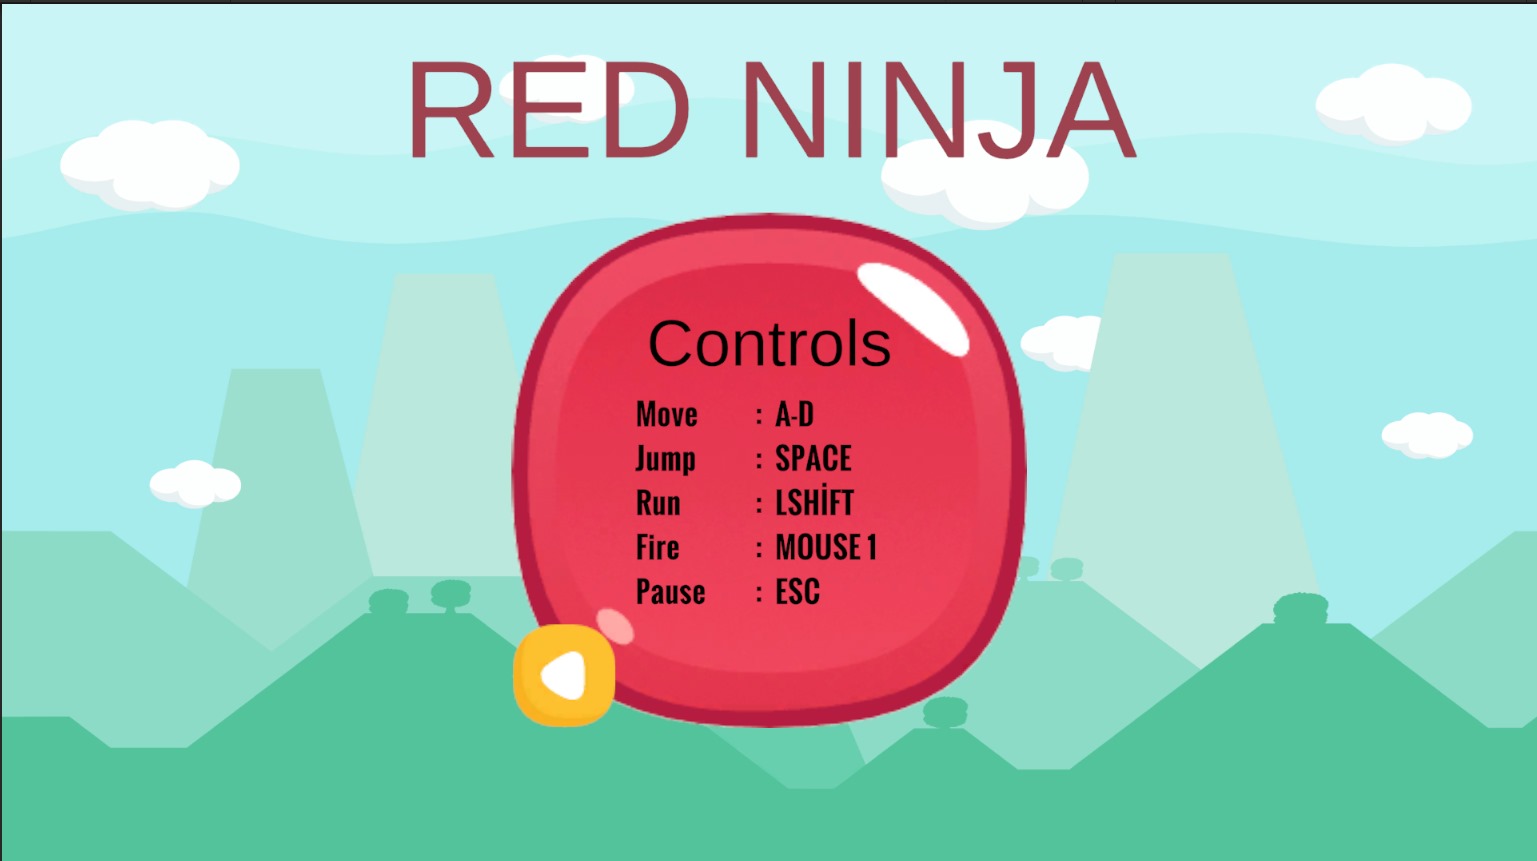 RED NINJA
Controls
Move : A-D
Jump : SPACE
Run : LSHİFT
Fire : MOUSE 1
Pause : ESC